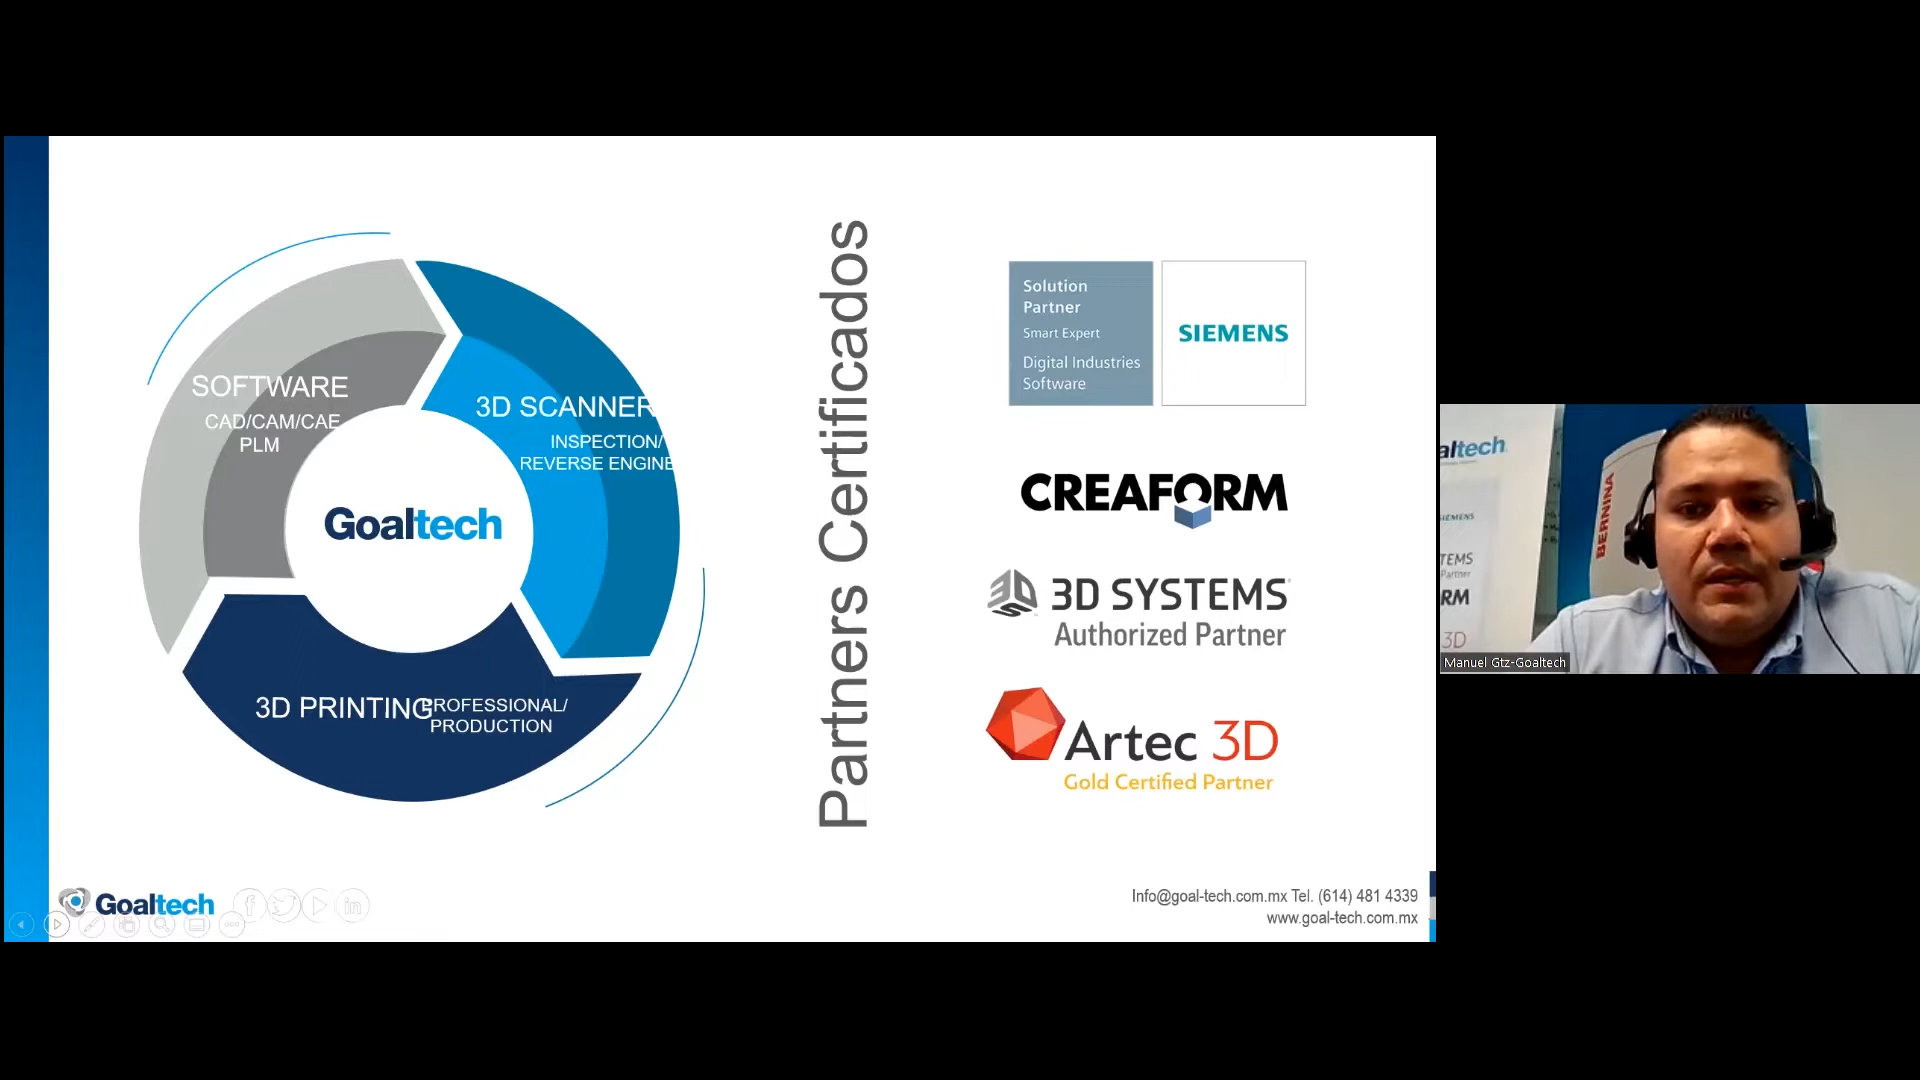 SOFTWARE
CAD/CAM/CAE
PLM
3D SCANNER
INSPECTION/
REVERSE ENGINE
Goaltech
3D PRINTING
PROFESSIONAL/
PRODUCTION
Partners Certificados
Solution
Partner
Smart Expert
Digital Industries
Software
SIEMENS
CREAFORM
3D SYSTEMS
Authorized Partner
Artec 3D
Gold Certified Partner
Goaltech
Info@goal-tech.com.mx Tel. (614) 481 4339
www.goal-tech.com.mx
altech
SIEMENS
TEMS
Partner
RM
3D
BERNINA
Manuel Gtz-Goaltech